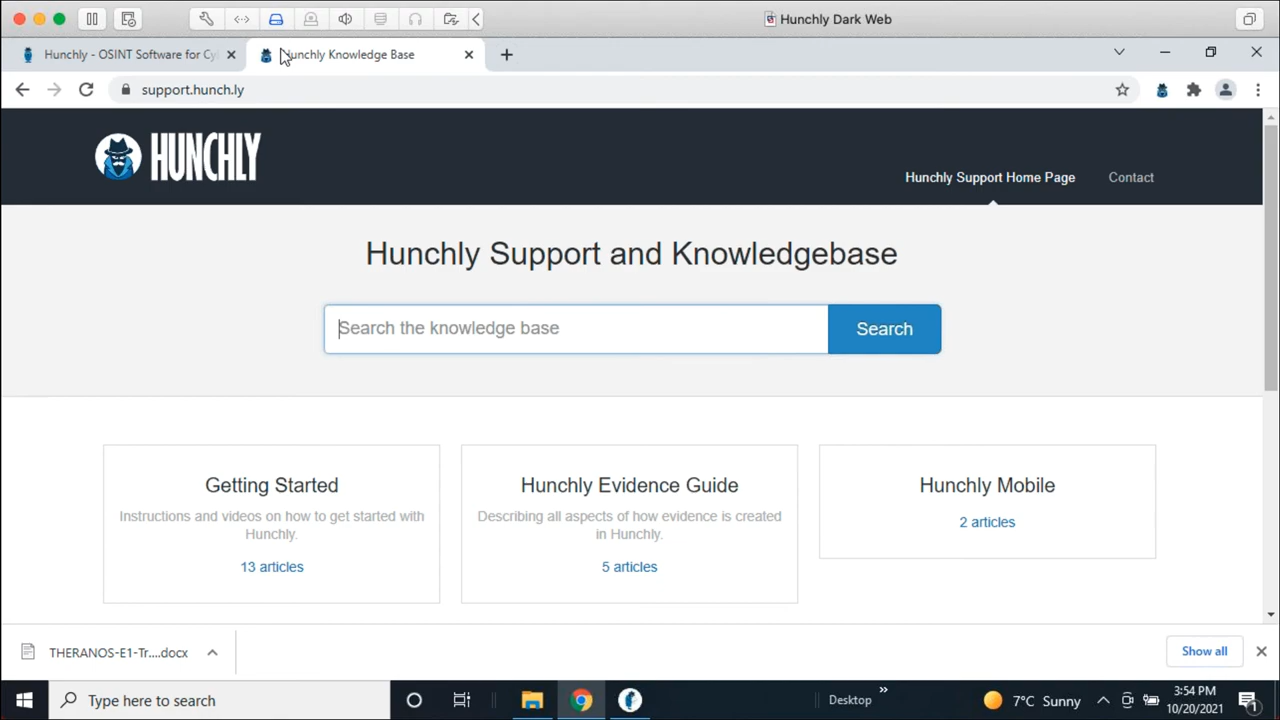 Hunchly Dark Web
Hunchly - OSINT Software for Cy
unchly Knowledge Base
support.hunch.ly
HUNCHLY
Hunchly Support Home Page
Contact
Hunchly Support and Knowledgebase
Search the knowledge base
Search
Getting Started
Instructions and videos on how to get started with
Hunchly.
13 articles
Hunchly Evidence Guide
Describing all aspects of how evidence is created
in Hunchly.
5 articles
Hunchly Mobile
2 articles
THERANOS-E1-Tr....docx
Show all
Type here to search
Desktop
7°C Sunny
3:54 PM
10/20/2021
1